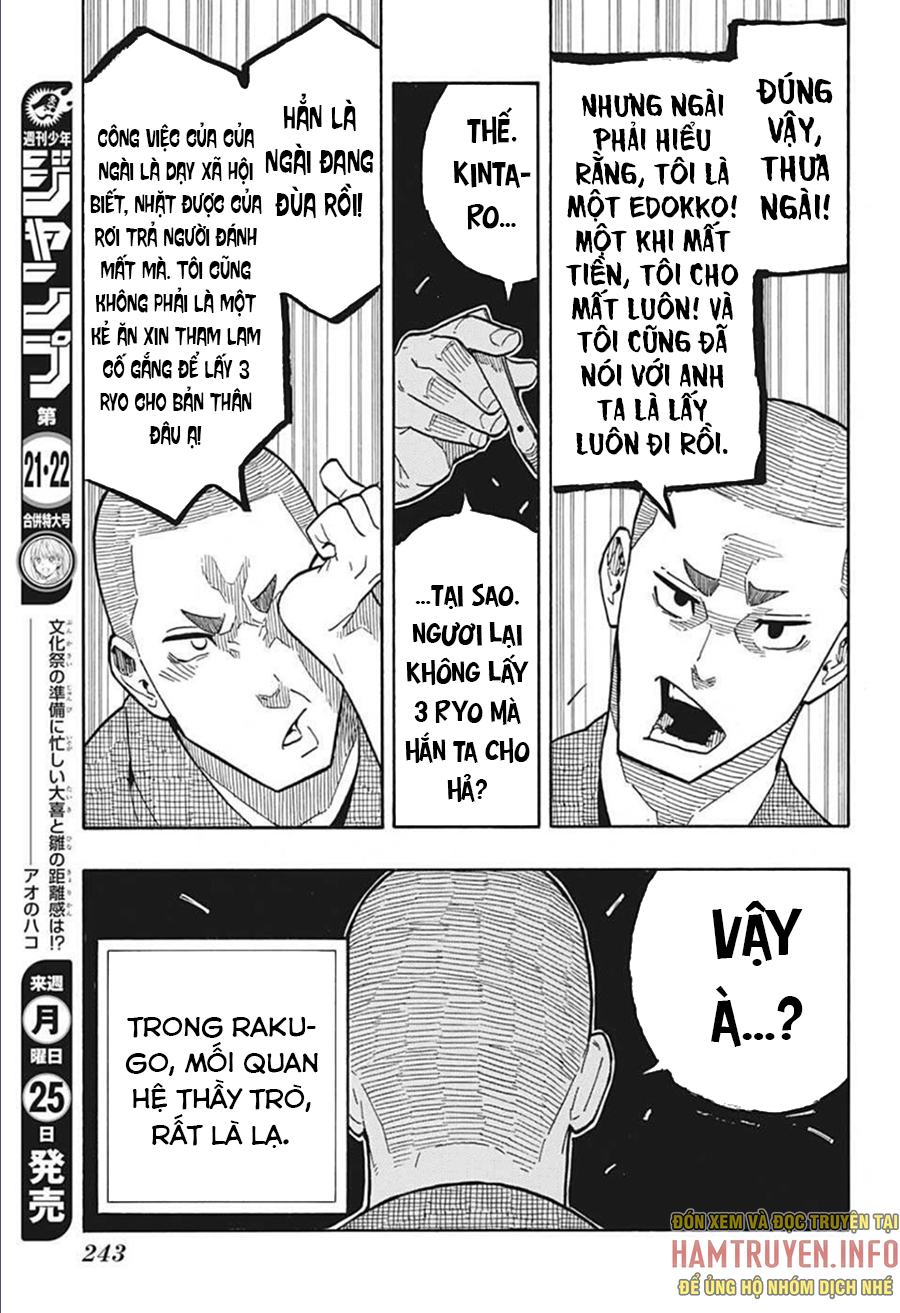 ĐÚNG
VẬY,
THƯA
NGÀI!
NHƯNG NGÀI
PHẢI HIỂU
RẰNG, TÔI LÀ
MỘT EDOKKO!
MỘT KHI MẤT
TIỀN, TÔI CHO
MẤT LUÔN! VÀ
TÔI CŨNG ĐÃ
NÓI VỚI ANH
TA LÀ LẤY
LUÔN ĐI RỒI.
THẾ.
KINTA-
RO...
...TẠI SAO.
NGƯƠI LẠI
KHÔNG LẤY
3 RYO MÀ
HẮN TA CHO
HẢ?
HẲN LÀ
NGÀI ĐANG
ĐÙA RỒI!
CÔNG VIỆC CỦA CỦA
NGÀI LÀ DẠY XÃ HỘI
BIẾT, NHẶT ĐƯỢC CỦA
RƠI TRẢ NGƯỜI ĐÁNH
MẤT MÀ. TÔI CŨNG
KHÔNG PHẢI LÀ MỘT
KẺ ĂN XIN THAM LAM
CỐ GẮNG ĐỂ LẤY 3
RYO CHO BẢN THÂN
ĐÂU Ạ!
VẬY
À...?
TRONG RAKU-
GO, MỐI QUAN
HỆ THẦY TRÒ,
RẤT LÀ LẠ.
週刊少年
ジャンプ
第
21・22
合併特大号
文化祭の準備に忙しい大喜と雛の距離感は!?
──アオのハコ
来週
月
曜日
25
日
発売
243
ĐÓN XEM VÀ ĐỌC TRUYỆN TẠI
HAMTRUYEN.INFO
ĐỂ ỦNG HỘ NHÓM DỊCH NHÉ